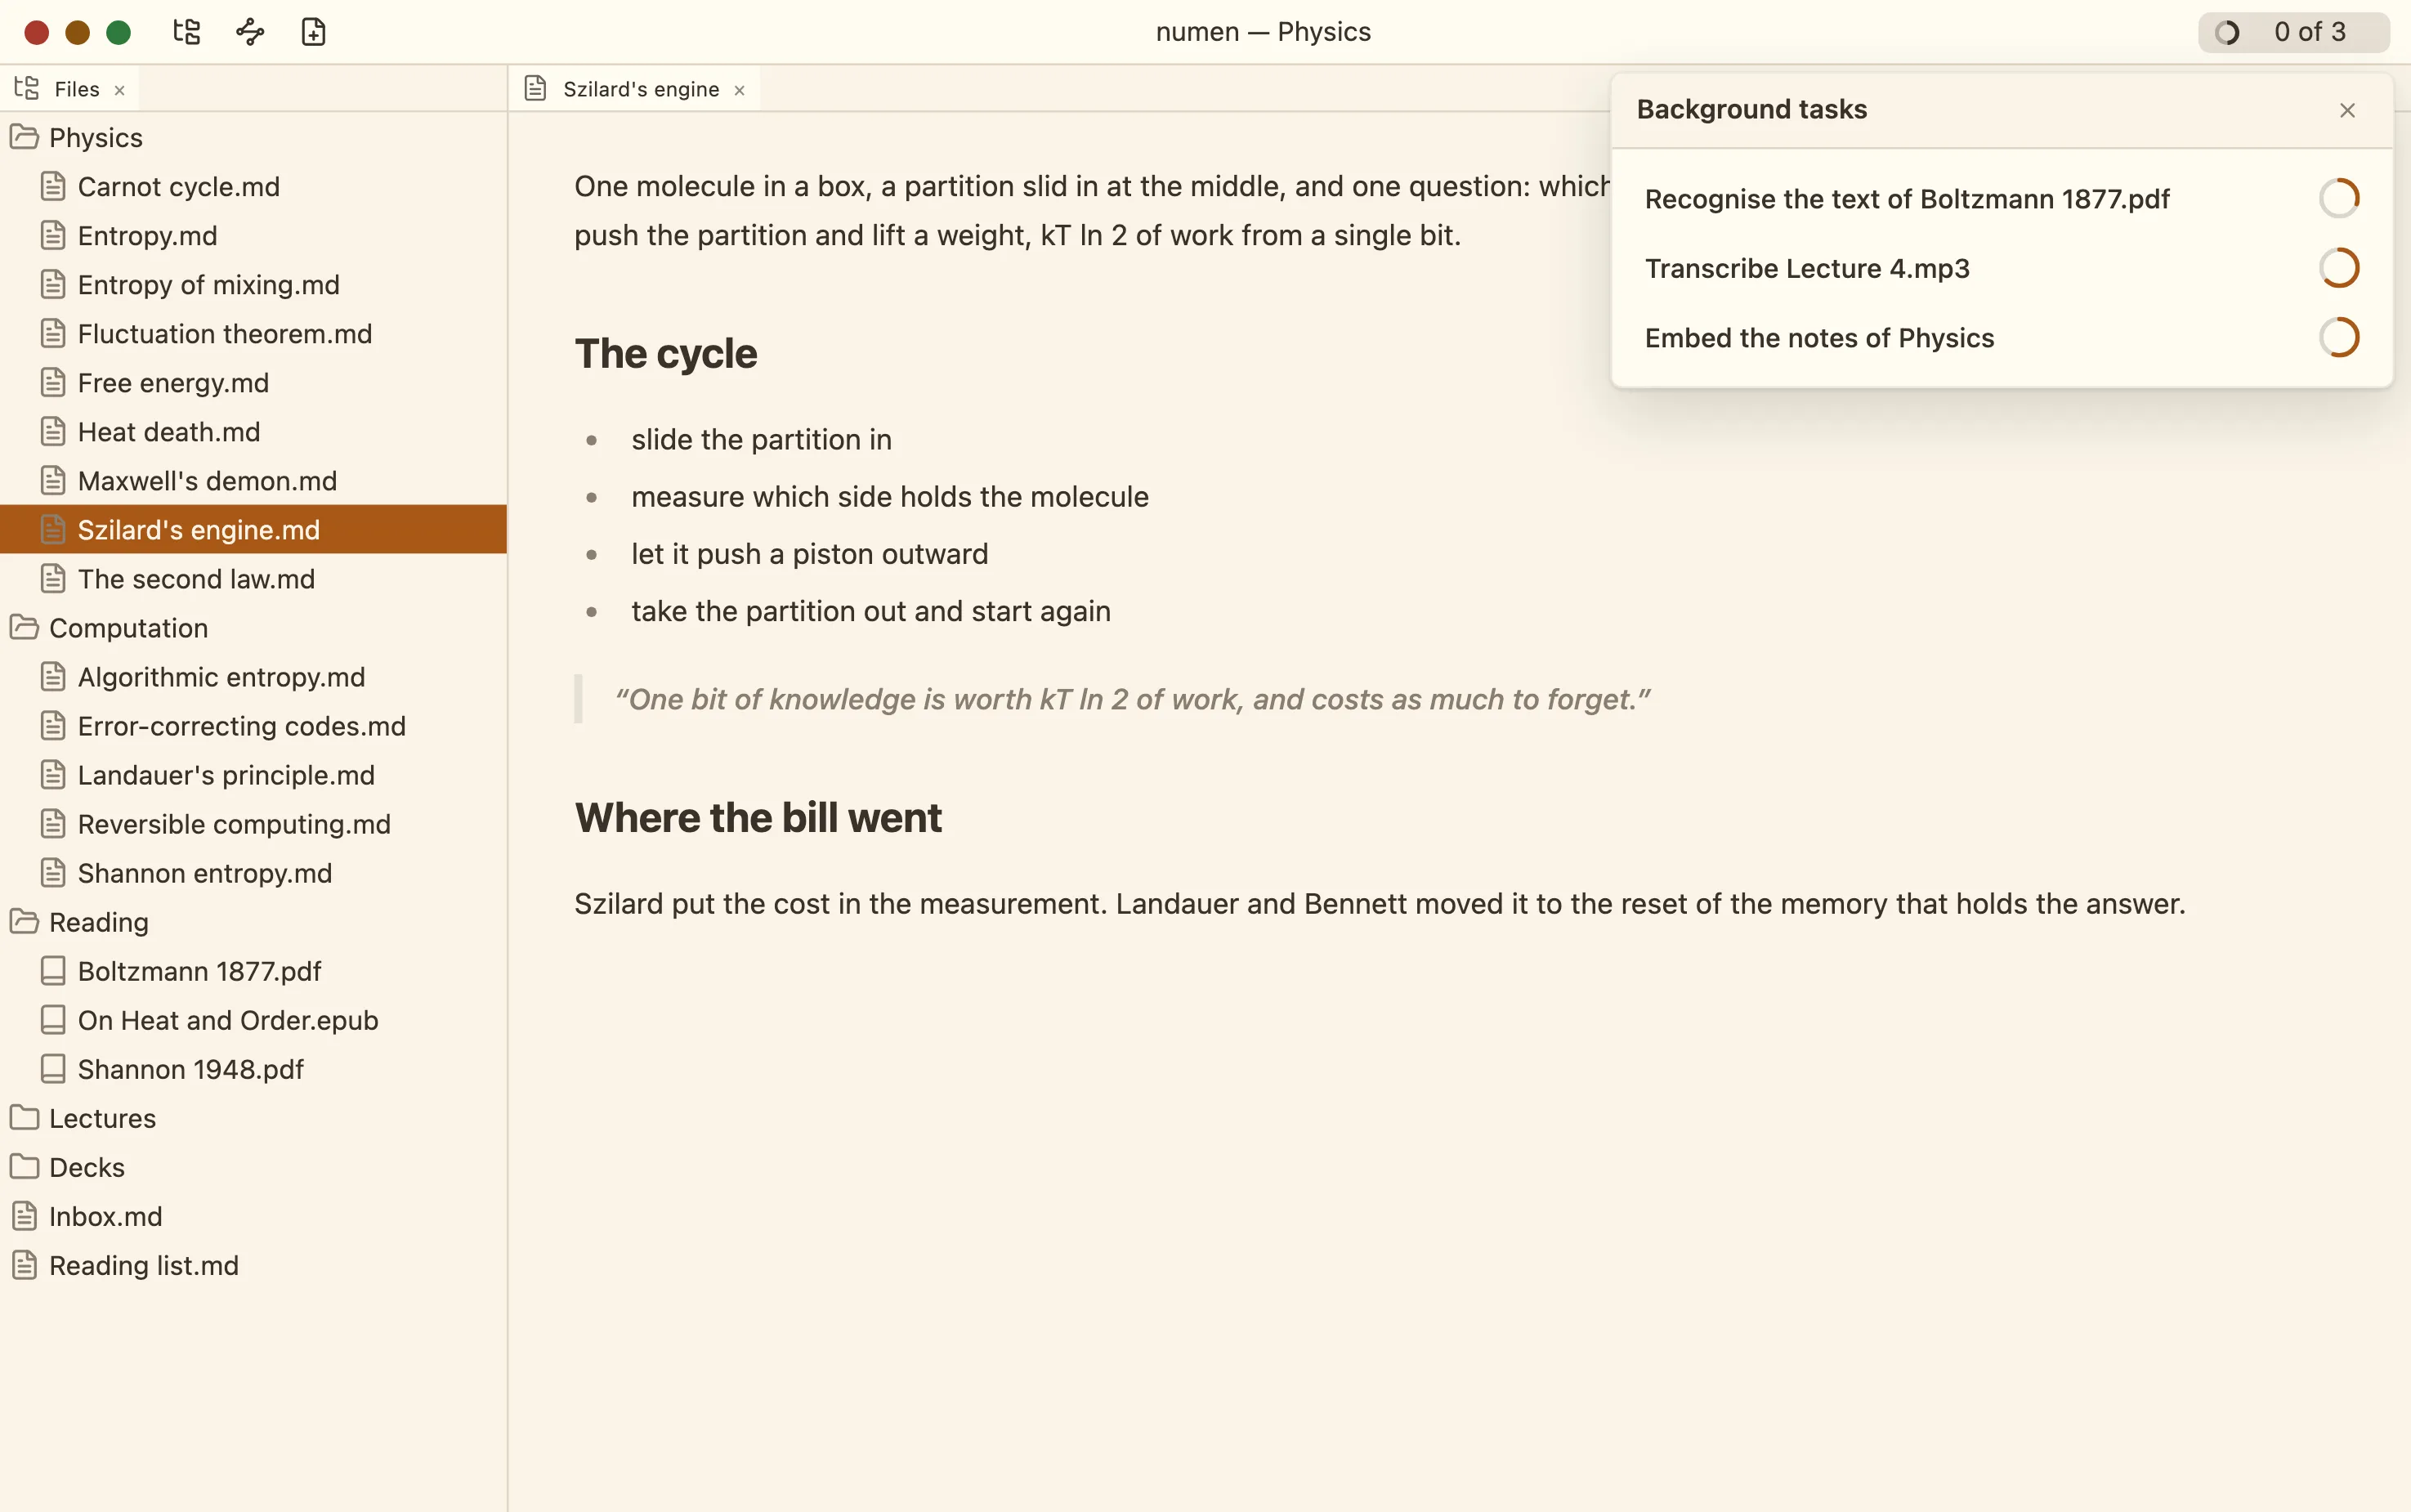 numen — Physics
0 of 3
Files
Szilard's engine
Background tasks
Recognise the text of Boltzmann 1877.pdf
Transcribe Lecture 4.mp3
Embed the notes of Physics
Physics
Carnot cycle.md
Entropy.md
Entropy of mixing.md
Fluctuation theorem.md
Free energy.md
Heat death.md
Maxwell's demon.md
Szilard's engine.md
The second law.md
Computation
Algorithmic entropy.md
Error-correcting codes.md
Landauer's principle.md
Reversible computing.md
Shannon entropy.md
Reading
Boltzmann 1877.pdf
On Heat and Order.epub
Shannon 1948.pdf
Lectures
Decks
Inbox.md
Reading list.md
One molecule in a box, a partition slid in at the middle, and one question: which
push the partition and lift a weight, kT ln 2 of work from a single bit.
The cycle
• slide the partition in
• measure which side holds the molecule
• let it push a piston outward
• take the partition out and start again
“One bit of knowledge is worth kT ln 2 of work, and costs as much to forget.”
Where the bill went
Szilard put the cost in the measurement. Landauer and Bennett moved it to the reset of the memory that holds the answer.